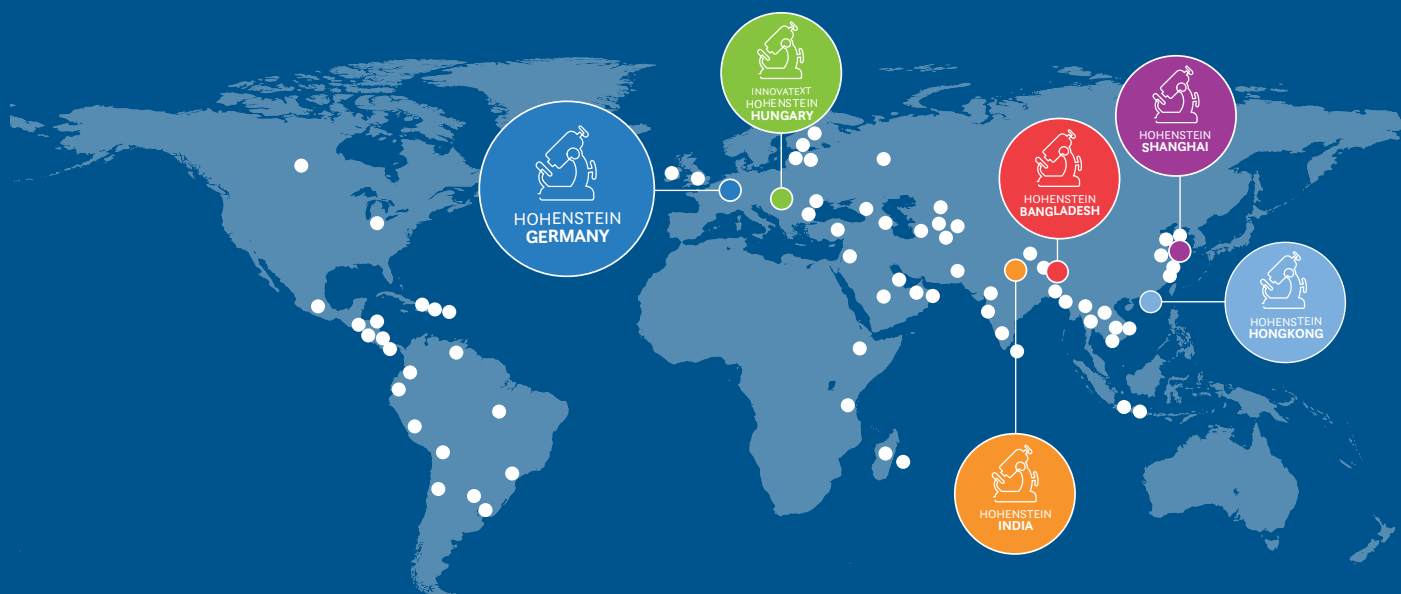 INNOVATEXT
HOHENSTEIN
HUNGARY
HOHENSTEIN
SHANGHAI
HOHENSTEIN
BANGLADESH
HOHENSTEIN
GERMANY
HOHENSTEIN
HONGKONG
HOHENSTEIN
INDIA